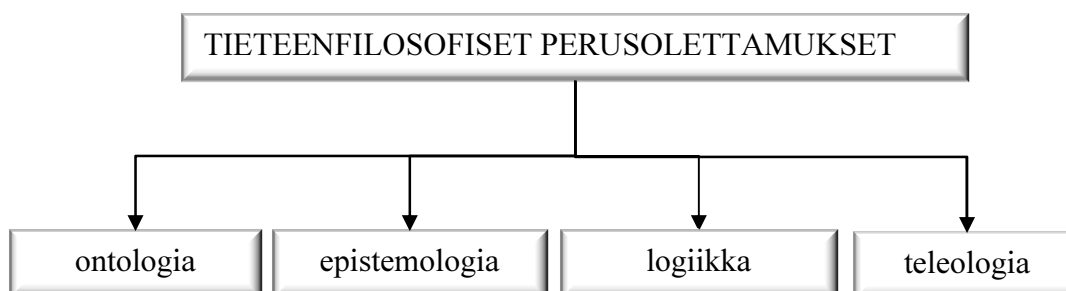 TIETEENFILOSOFISET PERUSOLETTAMUKSET
ontologia
epistemologia
logiikka
teleologia